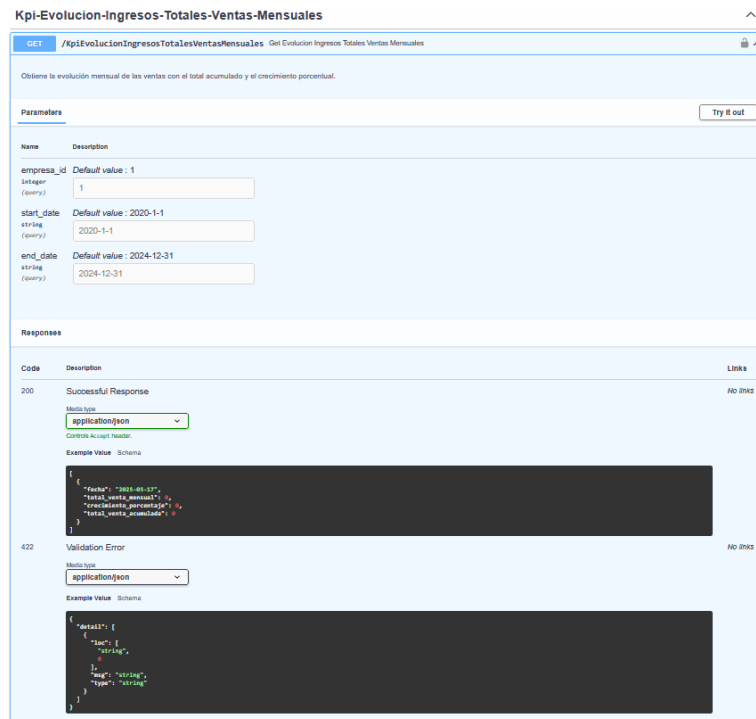 Kpi-Evolucion-Ingresos-Totales-Ventas-Mensuales
GET /KpiEvolucionIngresosTotalesVentasMensuales Get Evolucion Ingresos Totales Ventas Mensuales
Obtiene la evolución mensual de las ventas con el total acumulado y el crecimiento porcentual.
Parameters
Try it out
Name Description
empresa_id Default value : 1
integer
(query)
1
start_date Default value : 2020-1-1
string
(query)
2020-1-1
end_date Default value : 2024-12-31
string
(query)
2024-12-31
Responses
Code Description Links
200 Successful Response No links
Media type
application/json
Controls Accept header.
Example Value Schema
[
{
"fecha": "2025-05-17",
"total_venta_mensual": 0,
"crecimiento_porcentaje": 0,
"total_venta_acumulada": 0
}
]
422 Validation Error No links
Media type
application/json
Example Value Schema
{
"detail": [
{
"loc": [
"string",
0
],
"msg": "string",
"type": "string"
}
]
}